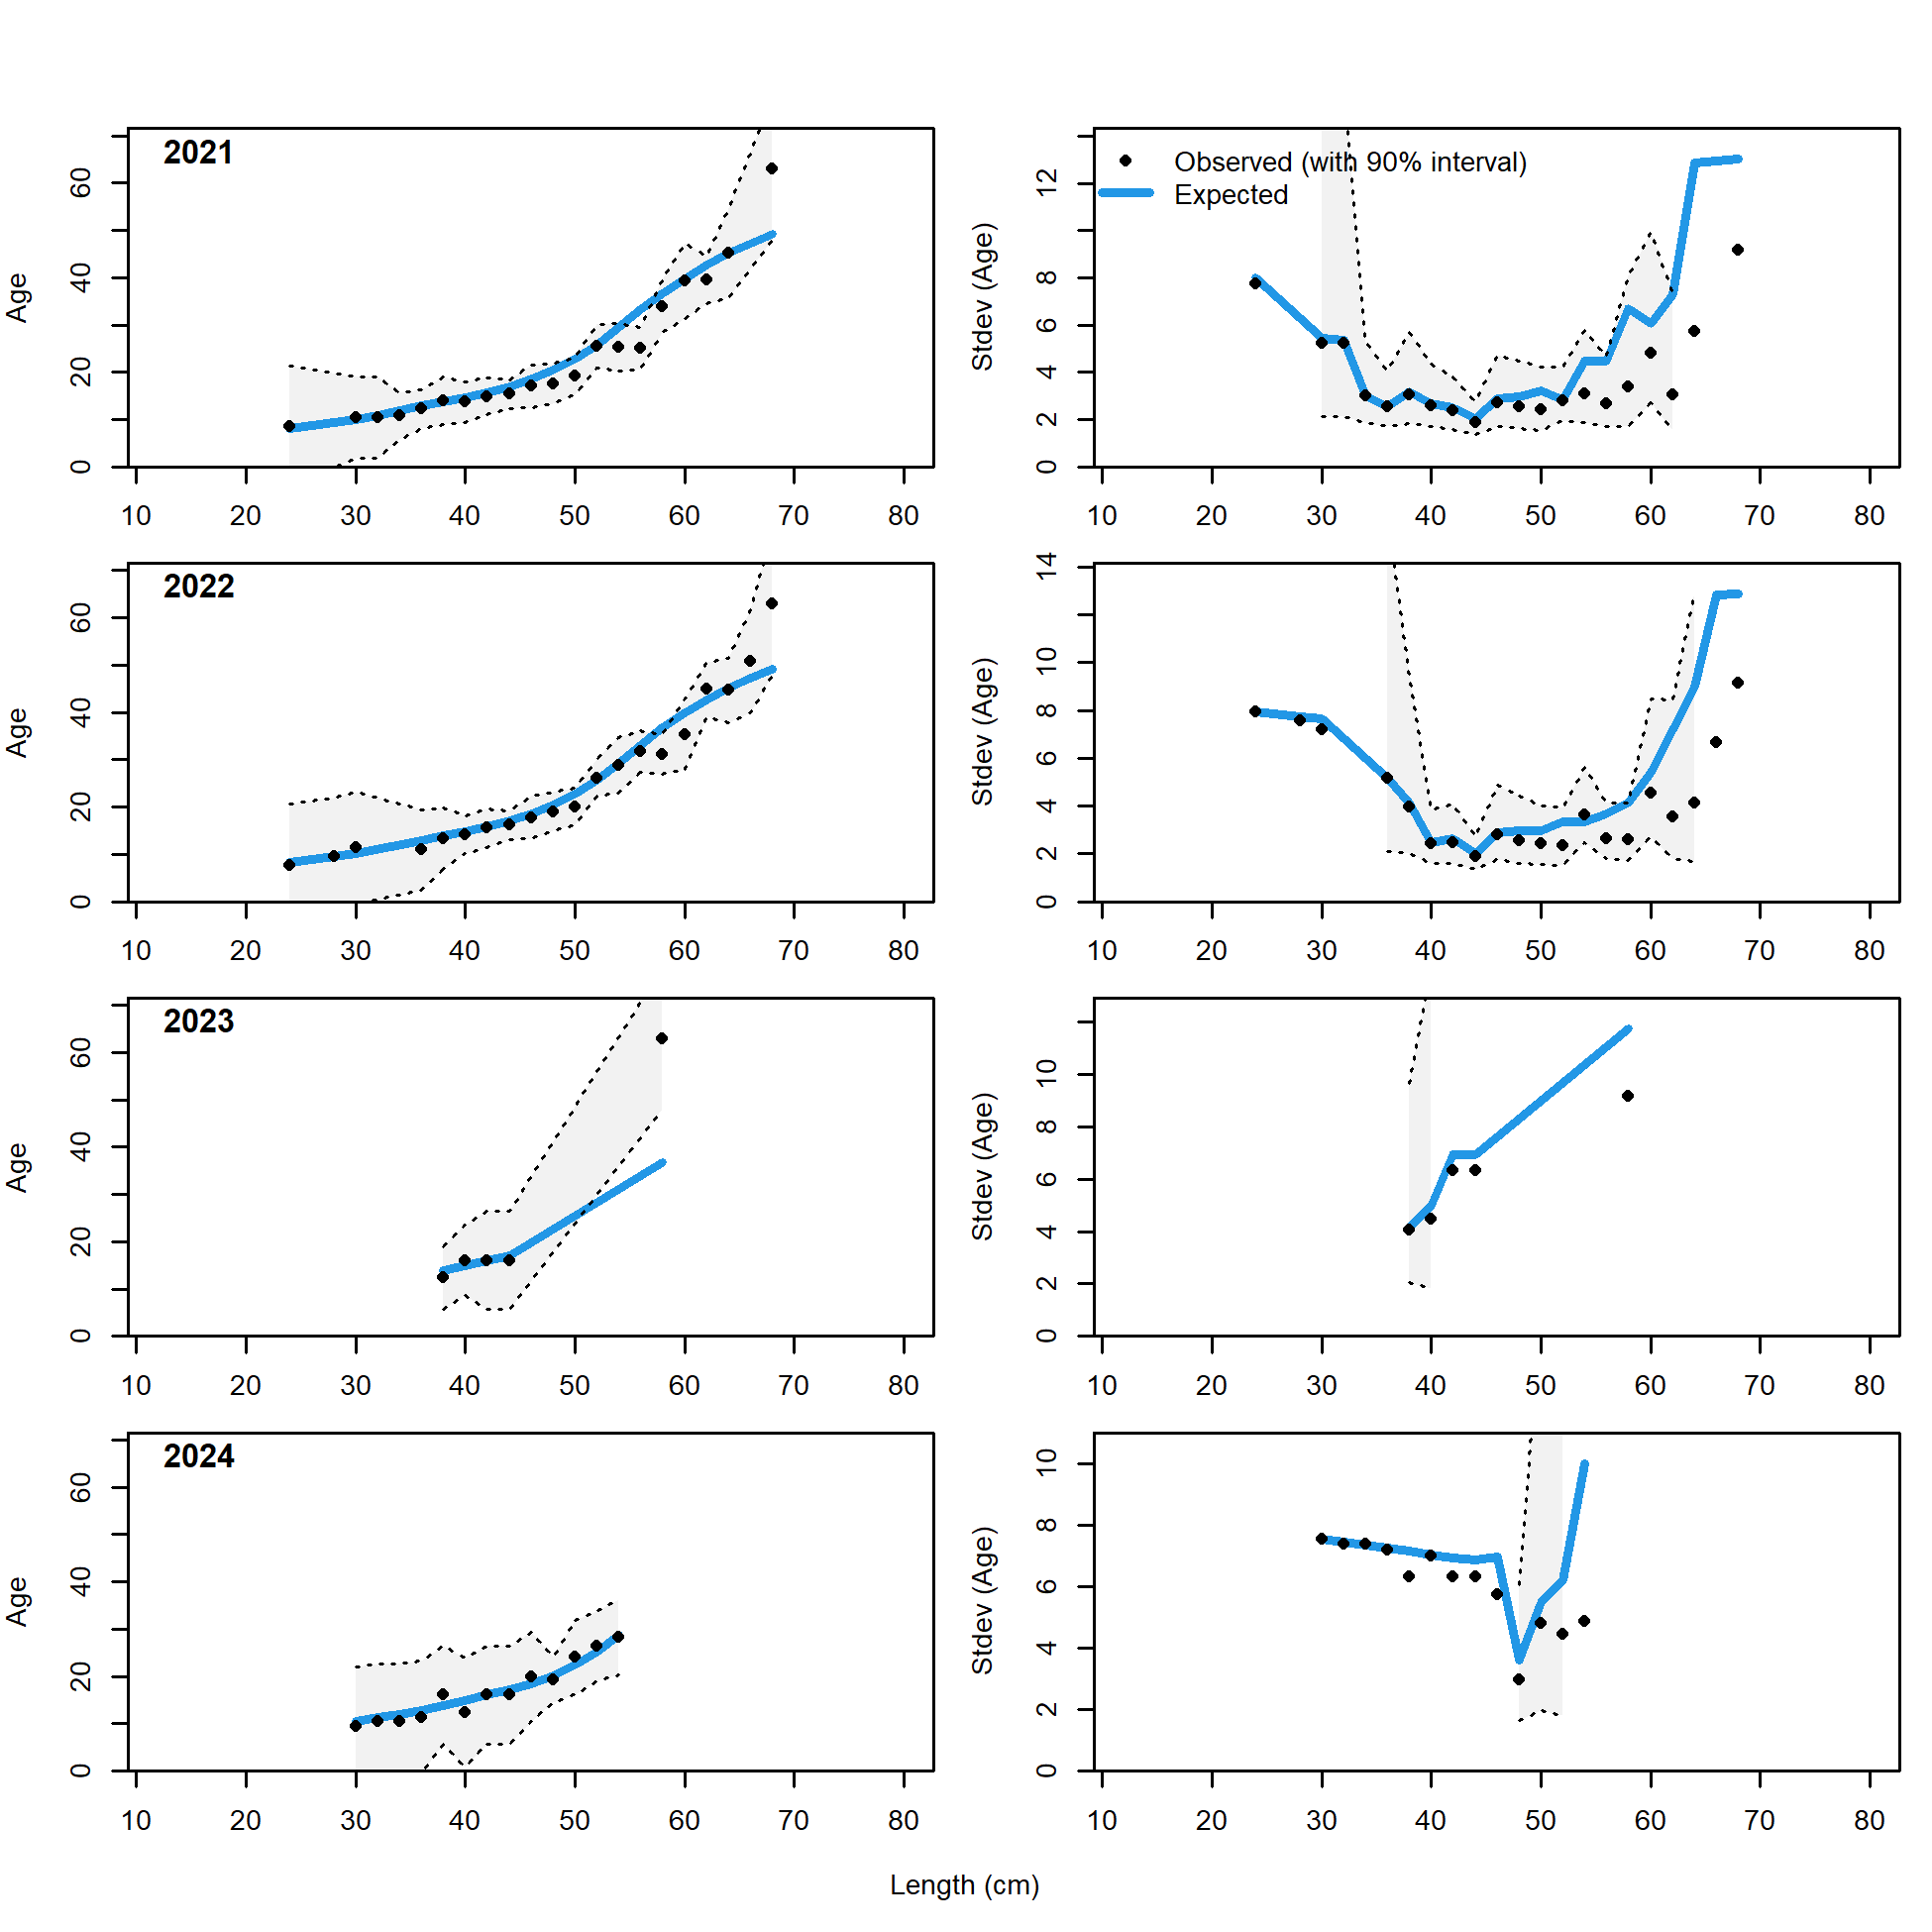 2021
Age
0 20 40 60
10 20 30 40 50 60 70 80
Observed (with 90% interval)
Expected
Stdev (Age)
0 2 4 6 8 12
10 20 30 40 50 60 70 80
2022
Age
0 20 40 60
10 20 30 40 50 60 70 80
Stdev (Age)
0 2 4 6 8 10 14
10 20 30 40 50 60 70 80
2023
Age
0 20 40 60
10 20 30 40 50 60 70 80
Stdev (Age)
0 2 4 6 8 10
10 20 30 40 50 60 70 80
2024
Age
0 20 40 60
10 20 30 40 50 60 70 80
Stdev (Age)
0 2 4 6 8 10
10 20 30 40 50 60 70 80
Length (cm)